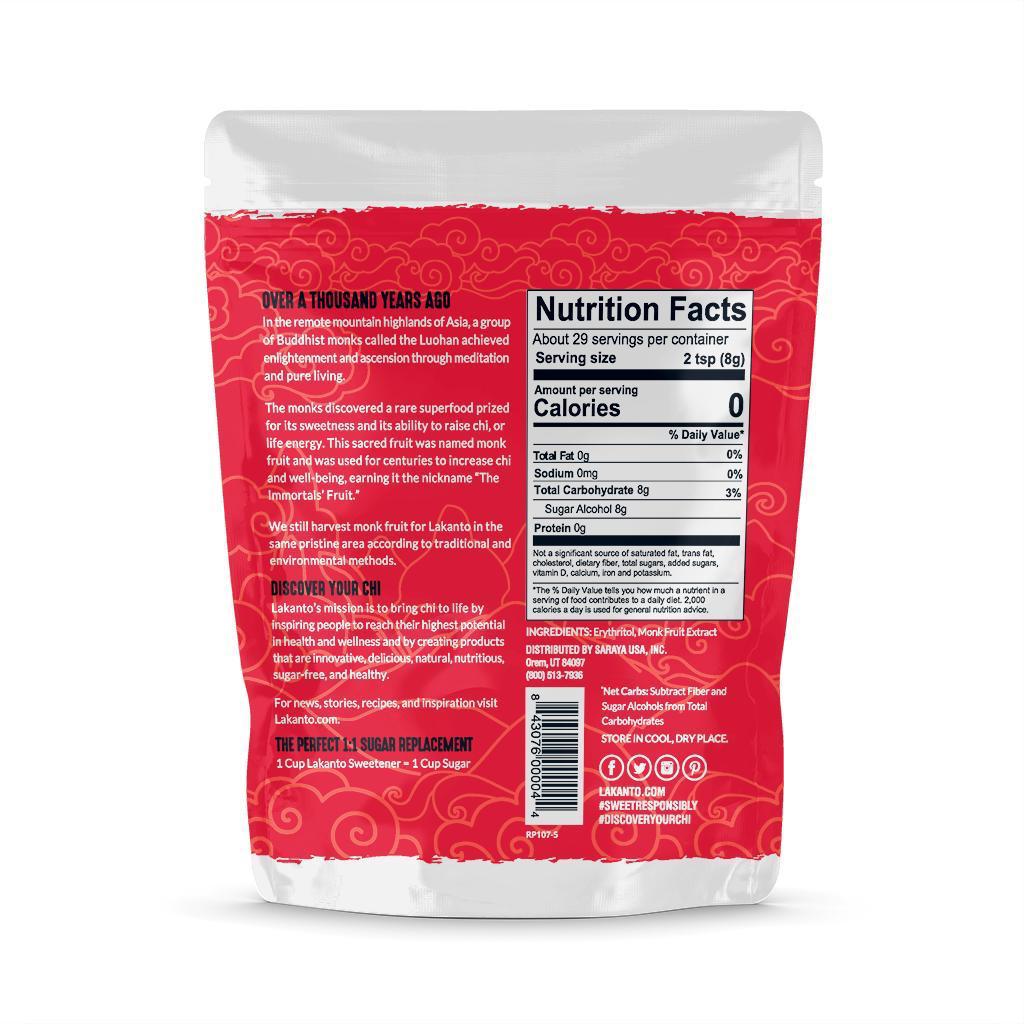 OVER A THOUSAND YEARS AGO
In the remote mountain highlands of Asia, a group
of Buddhist monks called the Luohan achieved
enlightenment and ascension through meditation
and pure living.
The monks discovered a rare superfood prized
for its sweetness and its ability to raise chi, or
life energy. This sacred fruit was named monk
fruit and was used for centuries to increase chi
and well-being, earning it the nickname "The
Immortals' Fruit."
We still harvest monk fruit for Lakanto in the
same pristine area according to traditional and
environmental methods.
DISCOVER YOUR CHI
Lakanto's mission is to bring chi to life by
inspiring people to reach their highest potential
in health and wellness and by creating products
that are innovative, delicious, natural, nutritious,
sugar-free, and healthy.
For news, stories, recipes, and inspiration visit
Lakanto.com.
THE PERFECT 1:1 SUGAR REPLACEMENT
1 Cup Lakanto Sweetener = 1 Cup Sugar
Nutrition Facts
About 29 servings per container
Serving size 2 tsp (8g)
Amount per serving
Calories 0
% Daily Value*
Total Fat 0g 0%
Sodium 0mg 0%
Total Carbohydrate 8g 3%
Sugar Alcohol 8g
Protein 0g
Not a significant source of saturated fat, trans fat,
cholesterol, dietary fiber, total sugars, added sugars,
vitamin D, calcium, iron and potassium.
*The % Daily Value tells you how much a nutrient in a
serving of food contributes to a daily diet. 2,000
calories a day is used for general nutrition advice.
INGREDIENTS: Erythritol, Monk Fruit Extract
DISTRIBUTED BY SARAYA USA, INC.
Orem, UT 84097
(800) 513-7936
8 43076 00004 4
RP107-5
*Net Carbs: Subtract Fiber and
Sugar Alcohols from Total
Carbohydrates
STORE IN COOL, DRY PLACE.
LAKANTO.COM
#SWEETRESPONSIBLY
#DISCOVERYOURCHI